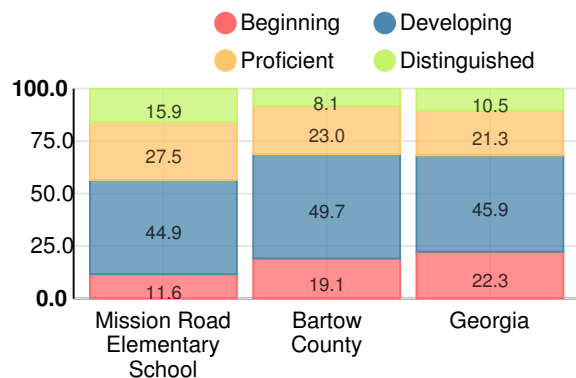 Beginning
Developing
Proficient
Distinguished
100.0
75.0
50.0
25.0
0.0
15.9
27.5
44.9
11.6
8.1
23.0
49.7
19.1
10.5
21.3
45.9
22.3
Mission Road
Elementary
School
Bartow
County
Georgia